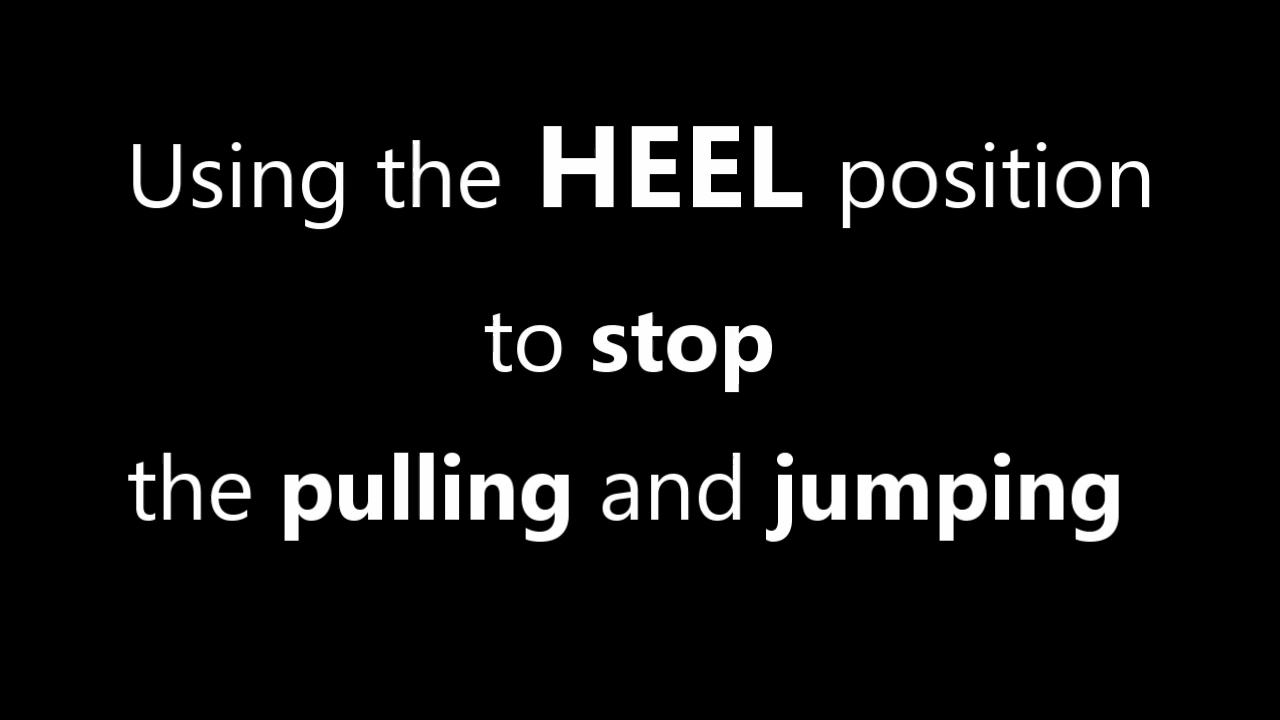 Using the HEEL position
to stop
the pulling and jumping